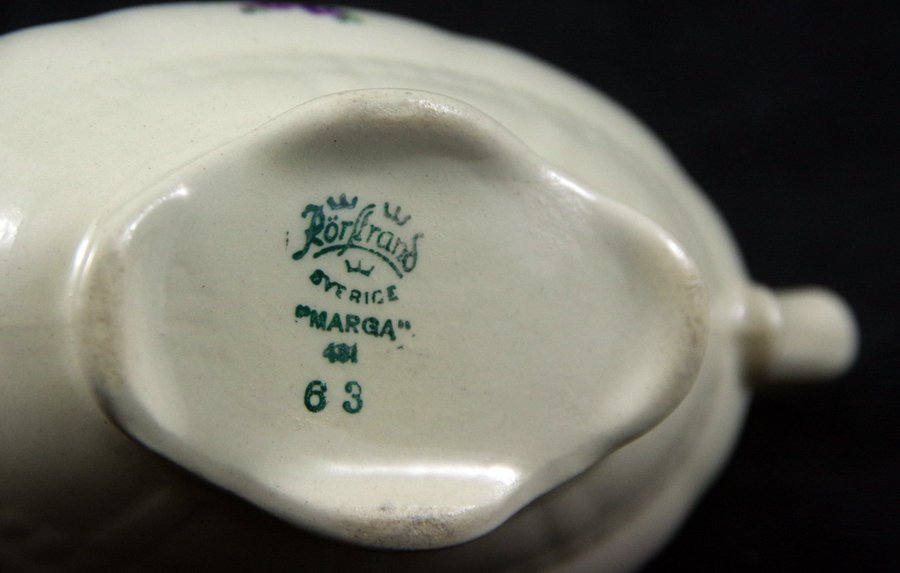 Rörstrand
SVERIGE
"MARGA"
481
63